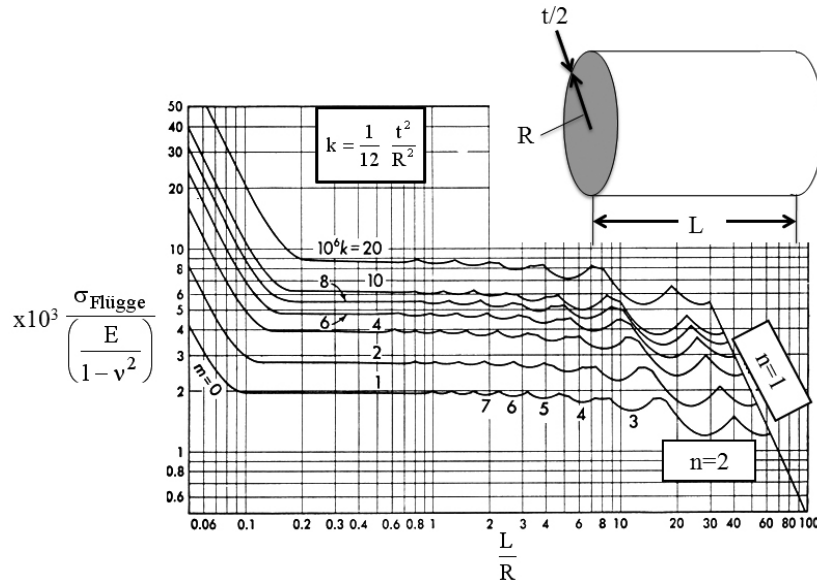 t/2
R
L
k = 1/12 t²/R²
50
40
30
20
10
8
6
5
4
3
2
1
0.8
0.6
0.5
x10³ σFlügge / (E / 1 − ν²)
10⁶k = 20
8 10
6 4
2
1
m=0
7 6 5 4 3
n=1
n=2
0.06 0.1 0.2 0.3 0.4 0.6 0.8 1 2 3 4 6 8 10 20 30 40 60 80 100
L/R